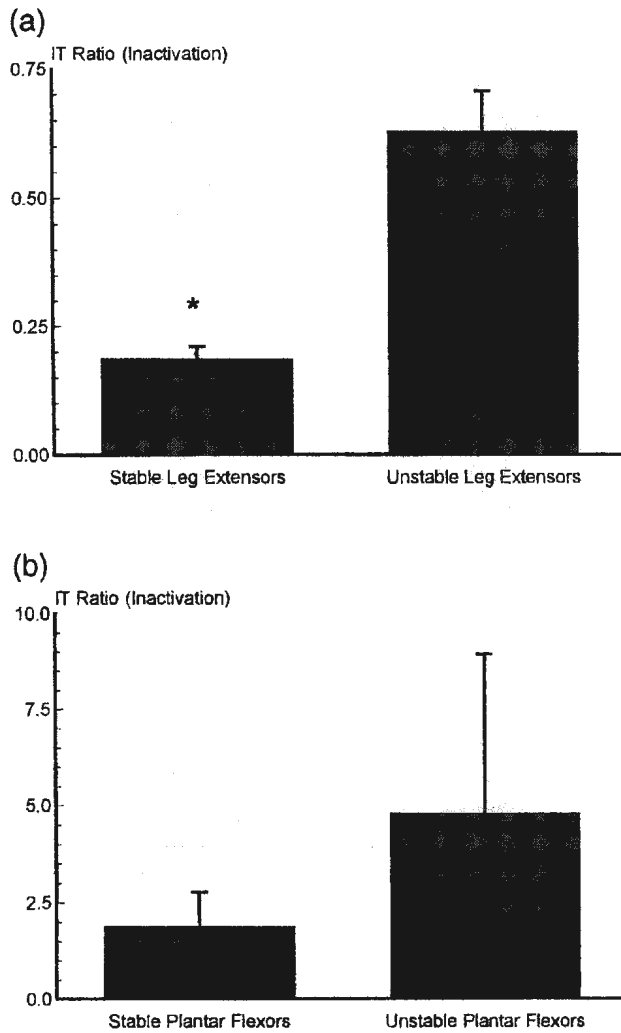 (a)
IT Ratio (Inactivation)
0.75
0.50
*
0.25
0.00
Stable Leg Extensors Unstable Leg Extensors
(b)
IT Ratio (Inactivation)
10.0
7.5
5.0
2.5
0.0
Stable Plantar Flexors Unstable Plantar Flexors